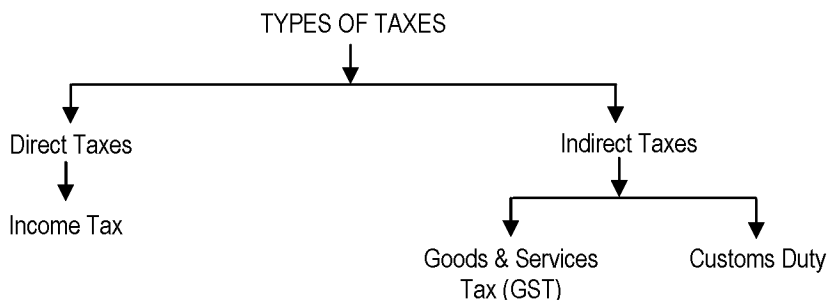 TYPES OF TAXES
Direct Taxes
Indirect Taxes
Income Tax
Goods & Services
Tax (GST)
Customs Duty